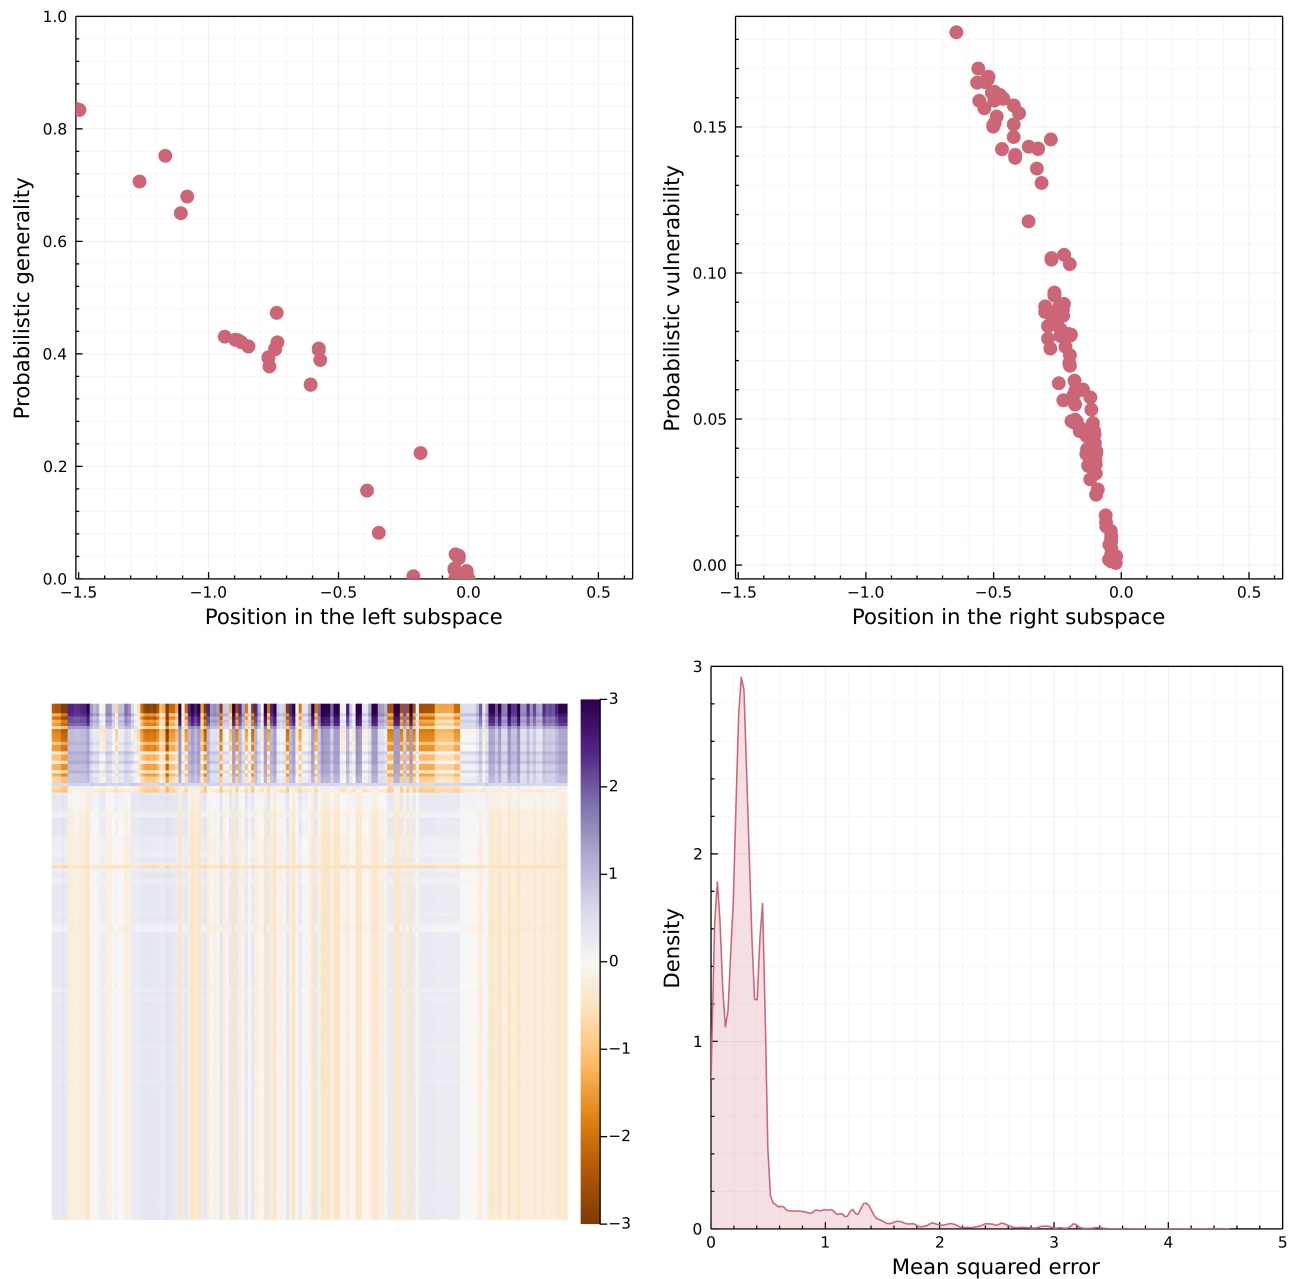 1.0
0.8
0.6
0.4
0.2
0.0
Probabilistic generality
−1.5 −1.0 −0.5 0.0 0.5
Position in the left subspace
0.15
0.10
0.05
0.00
Probabilistic vulnerability
−1.5 −1.0 −0.5 0.0 0.5
Position in the right subspace
3
2
1
0
−1
−2
−3
3
2
1
0
Density
0 1 2 3 4 5
Mean squared error